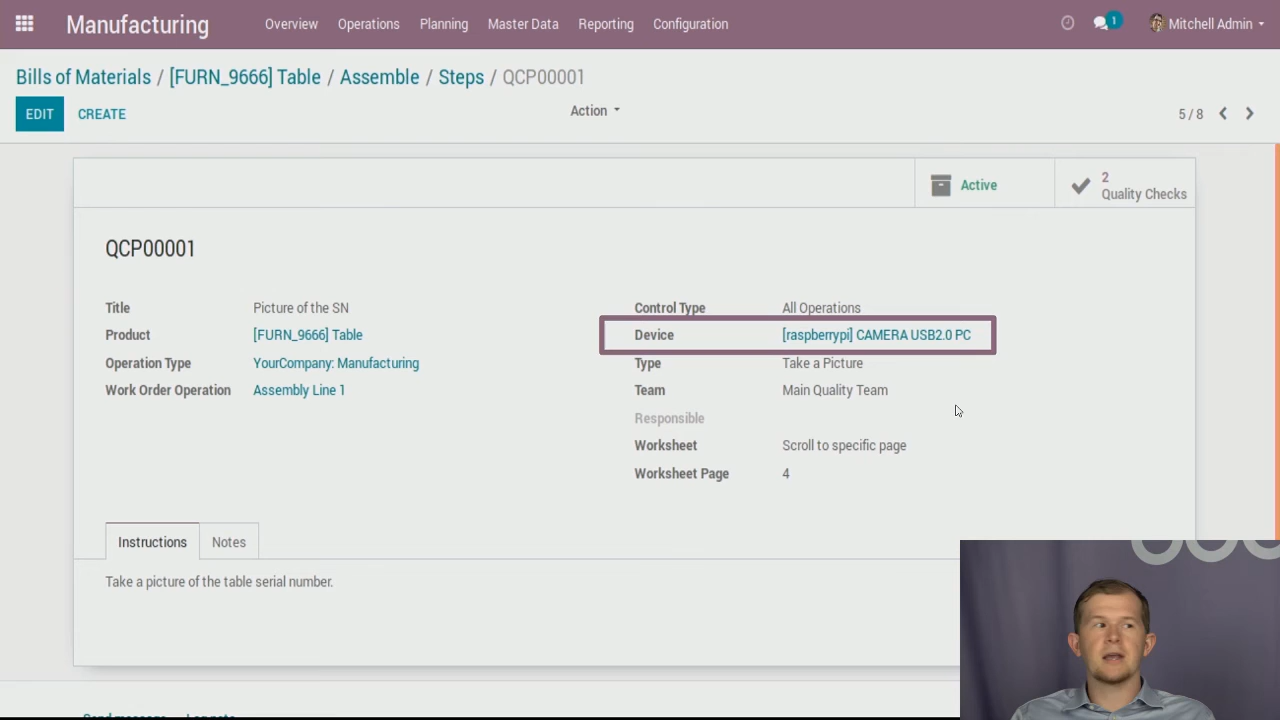 Manufacturing Overview Operations Planning Master Data Reporting Configuration 1 Mitchell Admin
Bills of Materials / [FURN_9666] Table / Assemble / Steps / QCP00001
EDIT CREATE Action 5 / 8
Active 2 Quality Checks
QCP00001
Title Picture of the SN Control Type All Operations
Product [FURN_9666] Table Device [raspberrypi] CAMERA USB2.0 PC
Operation Type YourCompany: Manufacturing Type Take a Picture
Work Order Operation Assembly Line 1 Team Main Quality Team
Responsible
Worksheet Scroll to specific page
Worksheet Page 4
Instructions Notes
Take a picture of the table serial number.
Send message Log note